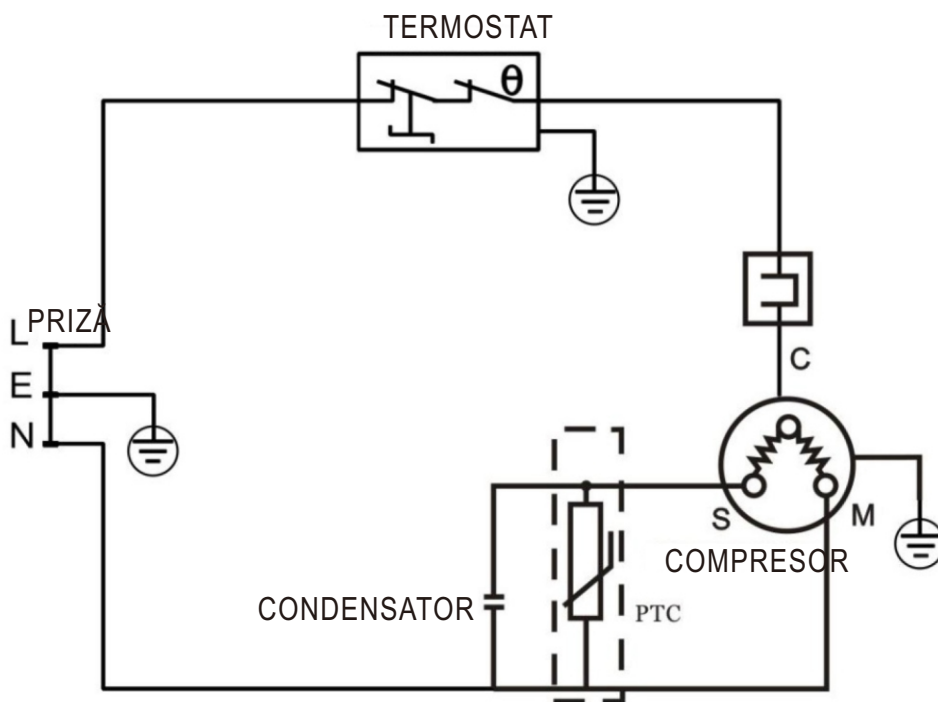 TERMOSTAT
θ
L PRIZĂ
E
N
C
S
M
COMPRESOR
CONDENSATOR
PTC